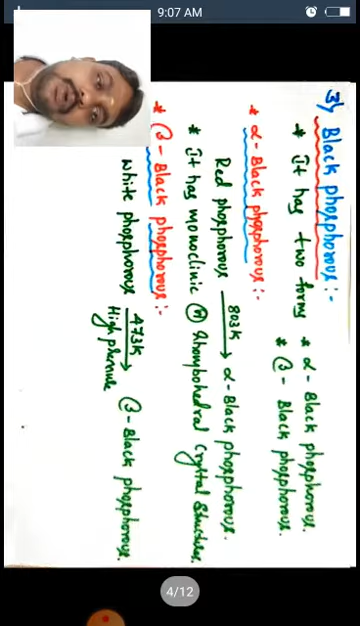 9:07 AM
3) Black phosphorous :-
* It has two forms * α- Black phosphorous.
* β- Black phosphorous.
* α- Black phosphorous :-
Red phosphorous 803K → α- Black phosphorous.
* It has monoclinic (or) Rhombohedral Crystal Structures.
* β- Black phosphorous :-
white phosphorous 473K → β- Black phosphorous.
High pressure
4/12